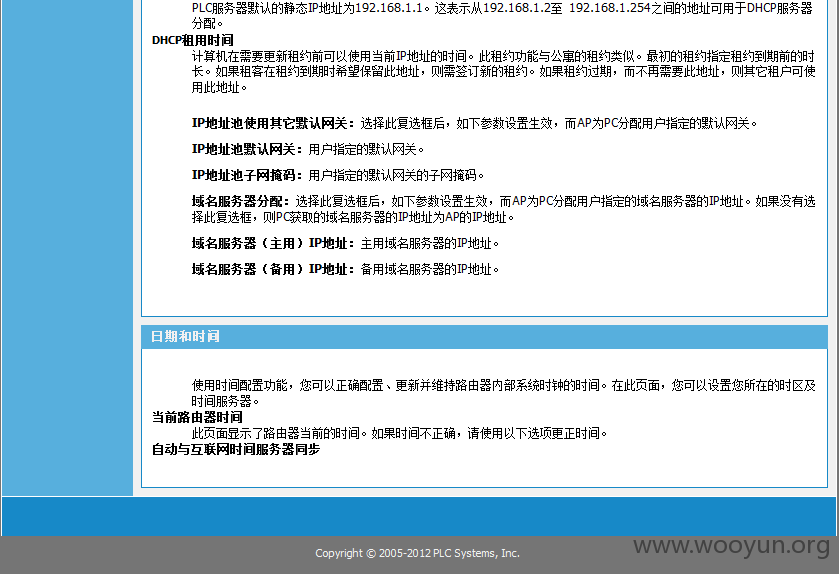 PLC服务器默认的静态IP地址为192.168.1.1。这表示从192.168.1.2至 192.168.1.254之间的地址可用于DHCP服务器
分配。
DHCP租用时间
计算机在需要更新租约前可以使用当前IP地址的时间。此租约功能与公寓的租约类似。最初的租约指定租约到期前的时
长。如果租客在租约到期时希望保留此地址，则需签订新的租约。如果租约过期，而不再需要此地址，则其它租户可使
用此地址。
IP地址池使用其它默认网关：选择此复选框后，如下参数设置生效，而AP为PC分配用户指定的默认网关。
IP地址池默认网关：用户指定的默认网关。
IP地址池子网掩码：用户指定的默认网关的子网掩码。
域名服务器分配：选择此复选框后，如下参数设置生效，而AP为PC分配用户指定的域名服务器的IP地址。如果没有选
择此复选框，则PC获取的域名服务器的IP地址为AP的IP地址。
域名服务器（主用）IP地址：主用域名服务器的IP地址。
域名服务器（备用）IP地址：备用域名服务器的IP地址。
日期和时间
使用时间配置功能，您可以正确配置、更新并维持路由器内部系统时钟的时间。在此页面，您可以设置您所在的时区及
时间服务器。
当前路由器时间
此页面显示了路由器当前的时间。如果时间不正确，请使用以下选项更正时间。
自动与互联网时间服务器同步
www.wooyun.org
Copyright © 2005-2012 PLC Systems, Inc.